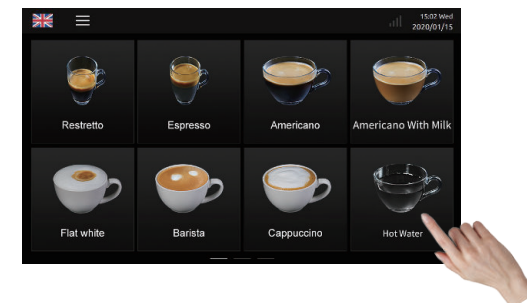 15:02 Wed
2020/01/15
Restretto
Espresso
Americano
Americano With Milk
Flat white
Barista
Cappuccino
Hot Water